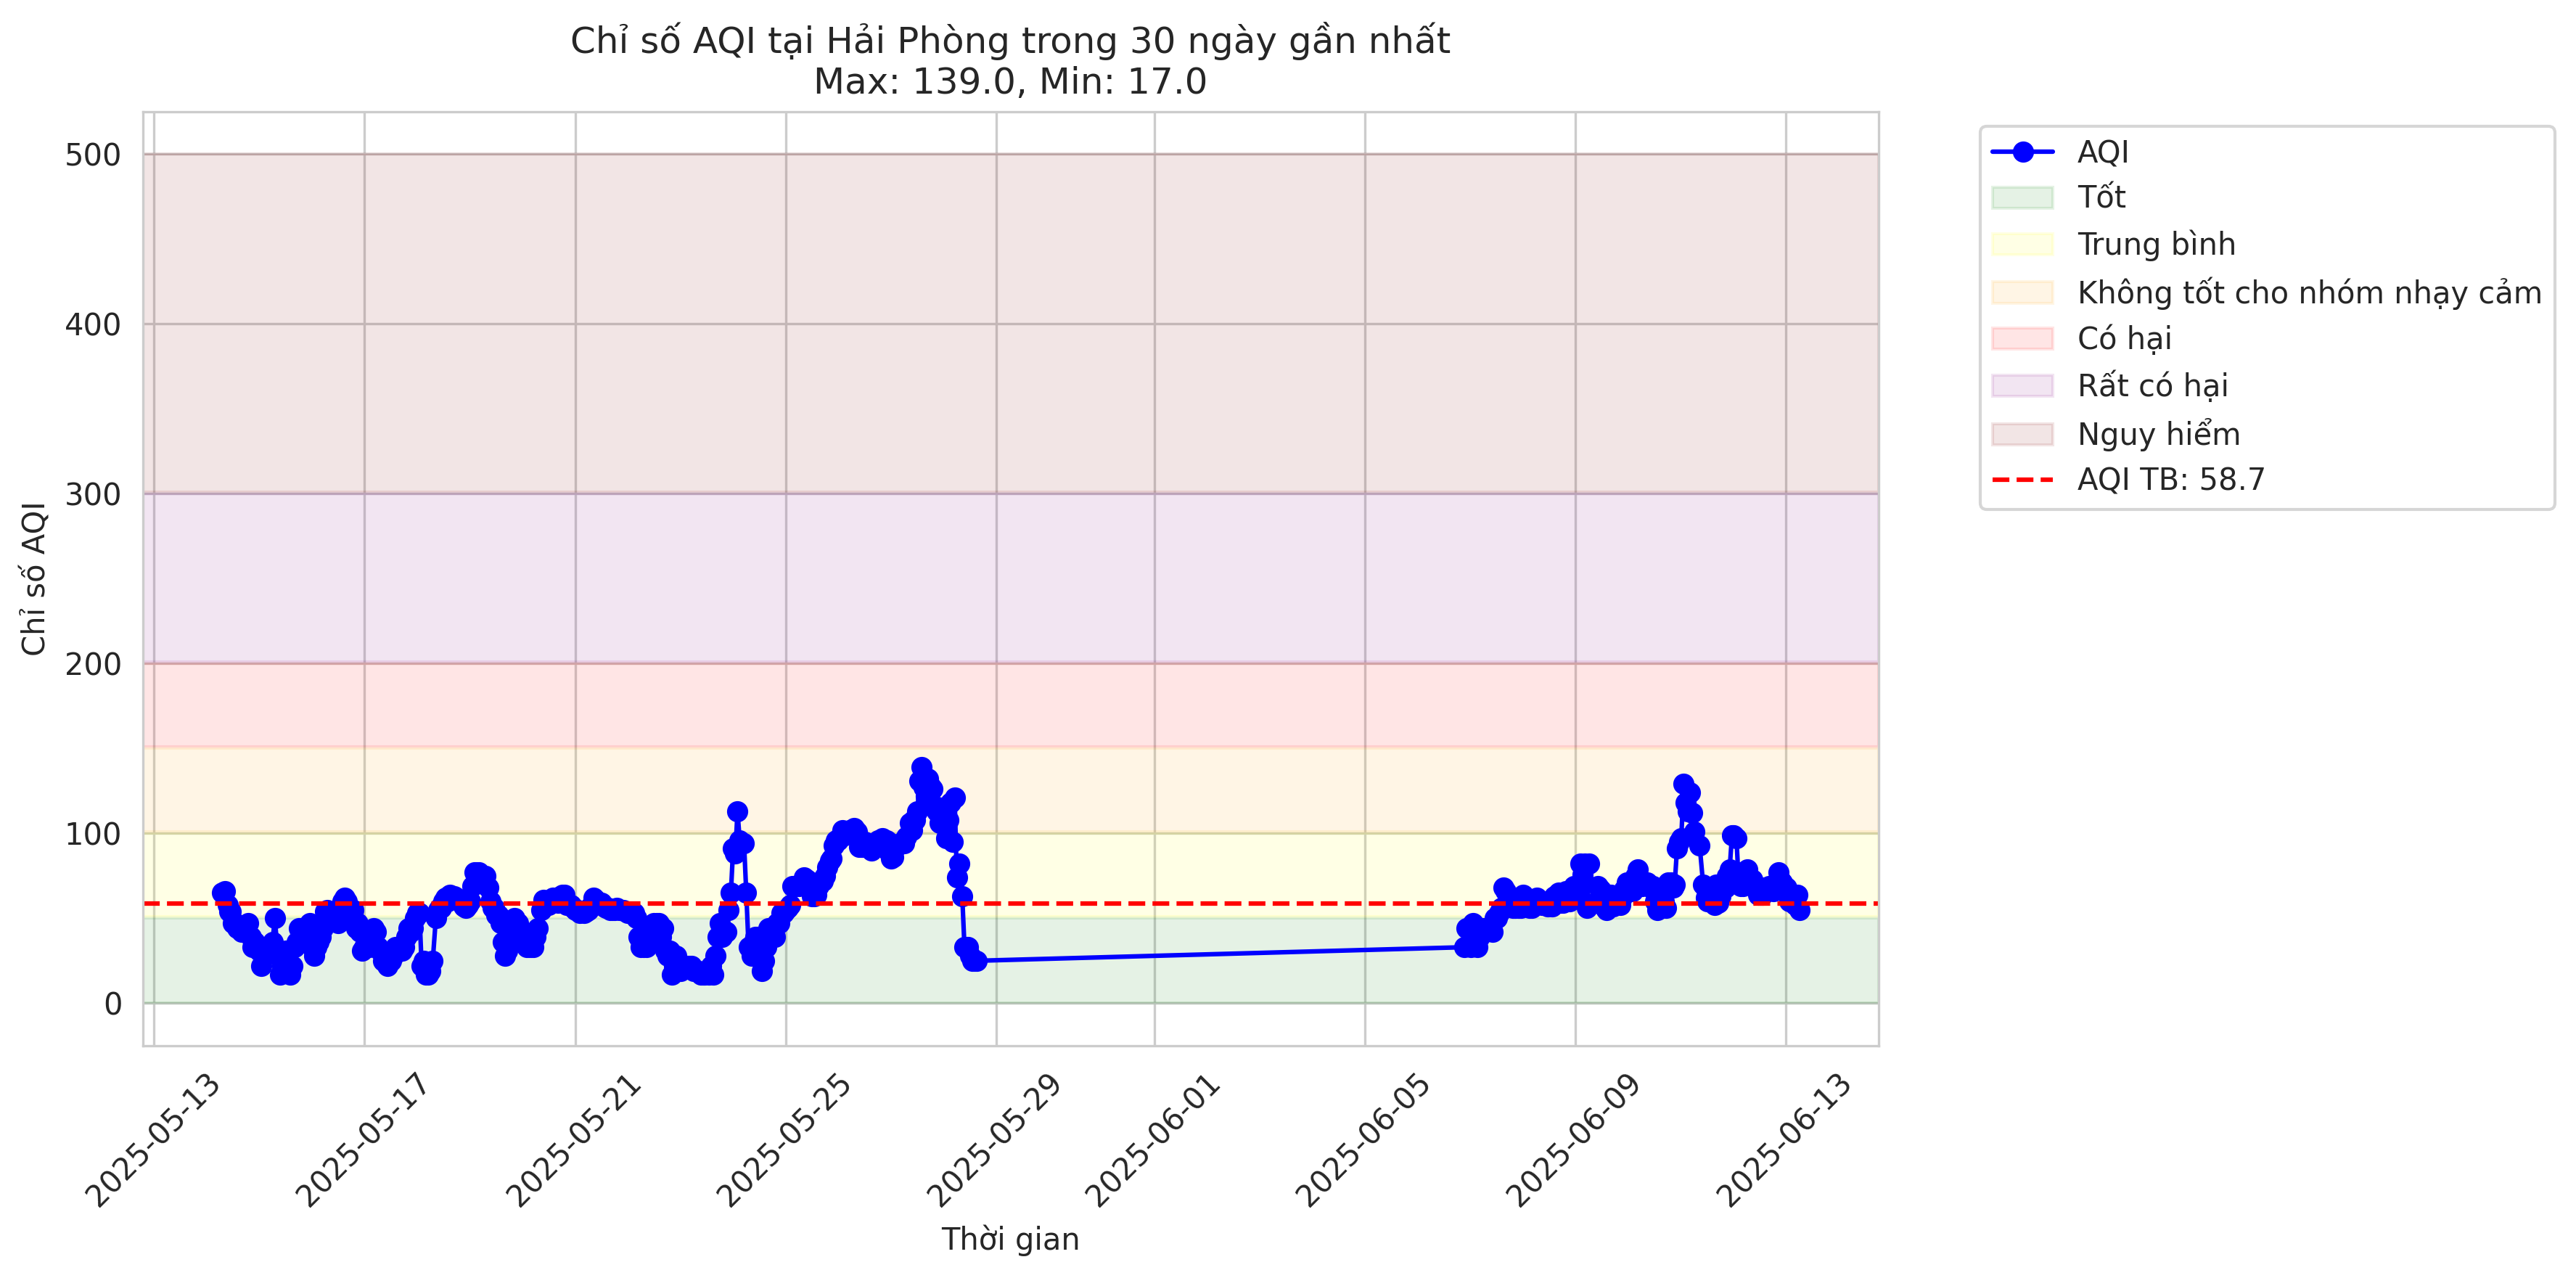 Chỉ số AQI tại Hải Phòng trong 30 ngày gần nhất
Max: 139.0, Min: 17.0
Chỉ số AQI
500
400
300
200
100
0
2025-05-13
2025-05-17
2025-05-21
2025-05-25
2025-05-29
2025-06-01
2025-06-05
2025-06-09
2025-06-13
Thời gian
AQI
Tốt
Trung bình
Không tốt cho nhóm nhạy cảm
Có hại
Rất có hại
Nguy hiểm
AQI TB: 58.7